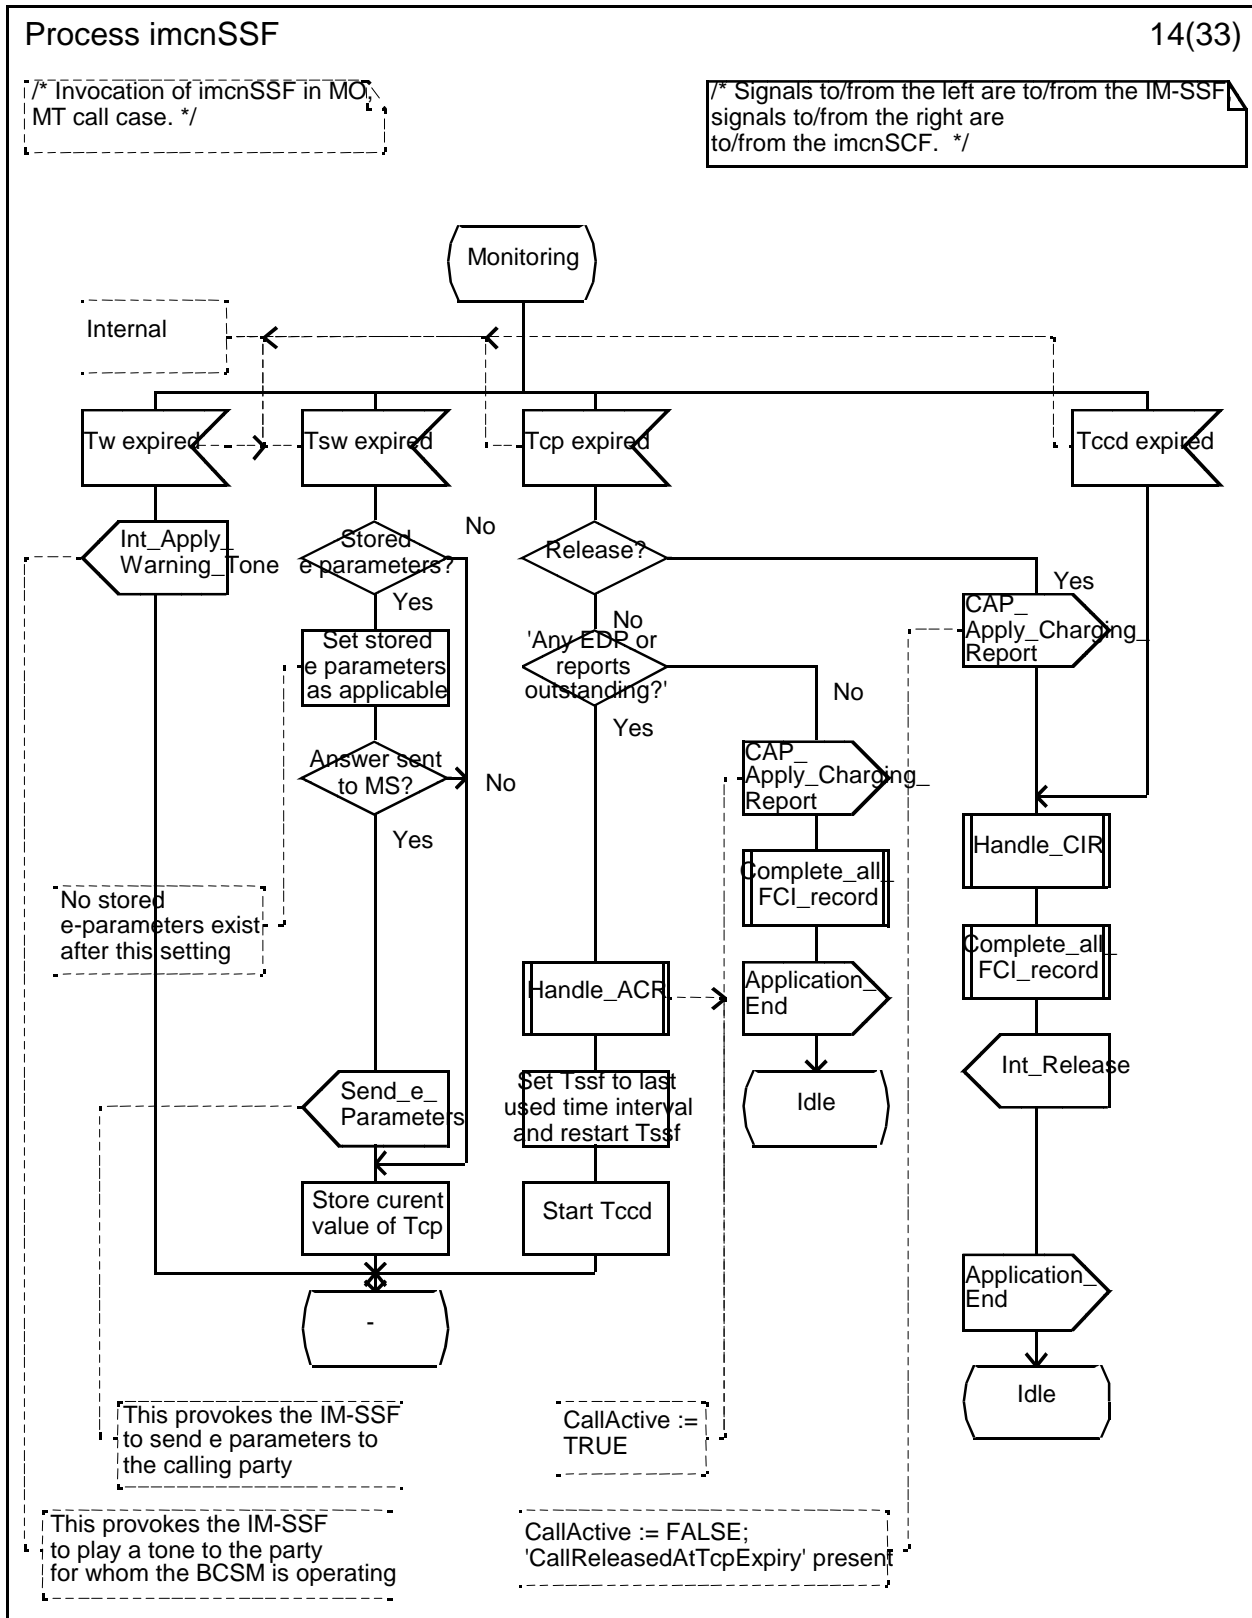 Process imcnSSF
14(33)
/* Invocation of imcnSSF in MO,
MT call case. */
/* Signals to/from the left are to/from the IM-SSF;
signals to/from the right are
to/from the imcnSCF.  */
Monitoring
Internal
Tw expired
Tsw expired
Tcp expired
Tccd expired
Int_Apply_
Warning_Tone
Stored
e parameters?
No
Yes
Release?
Yes
No
CAP_
Apply_Charging_
Report
Set stored
e parameters
as applicable
'Any EDP or
reports
outstanding?'
No
Yes
Answer sent
to MS?
No
Yes
CAP_
Apply_Charging_
Report
Handle_CIR
Complete_all_
FCI_record
No stored
e-parameters exist
after this setting
Complete_all_
FCI_record
Handle_ACR
Application_
End
Int_Release
Send_e_
Parameters
Set Tssf to last
used time interval
and restart Tssf
Idle
Store curent
value of Tcp
Start Tccd
Application_
End
-
Idle
This provokes the IM-SSF
to send e parameters to
the calling party
CallActive :=
TRUE
This provokes the IM-SSF
to play a tone to the party
for whom the BCSM is operating
CallActive := FALSE;
'CallReleasedAtTcpExpiry' present